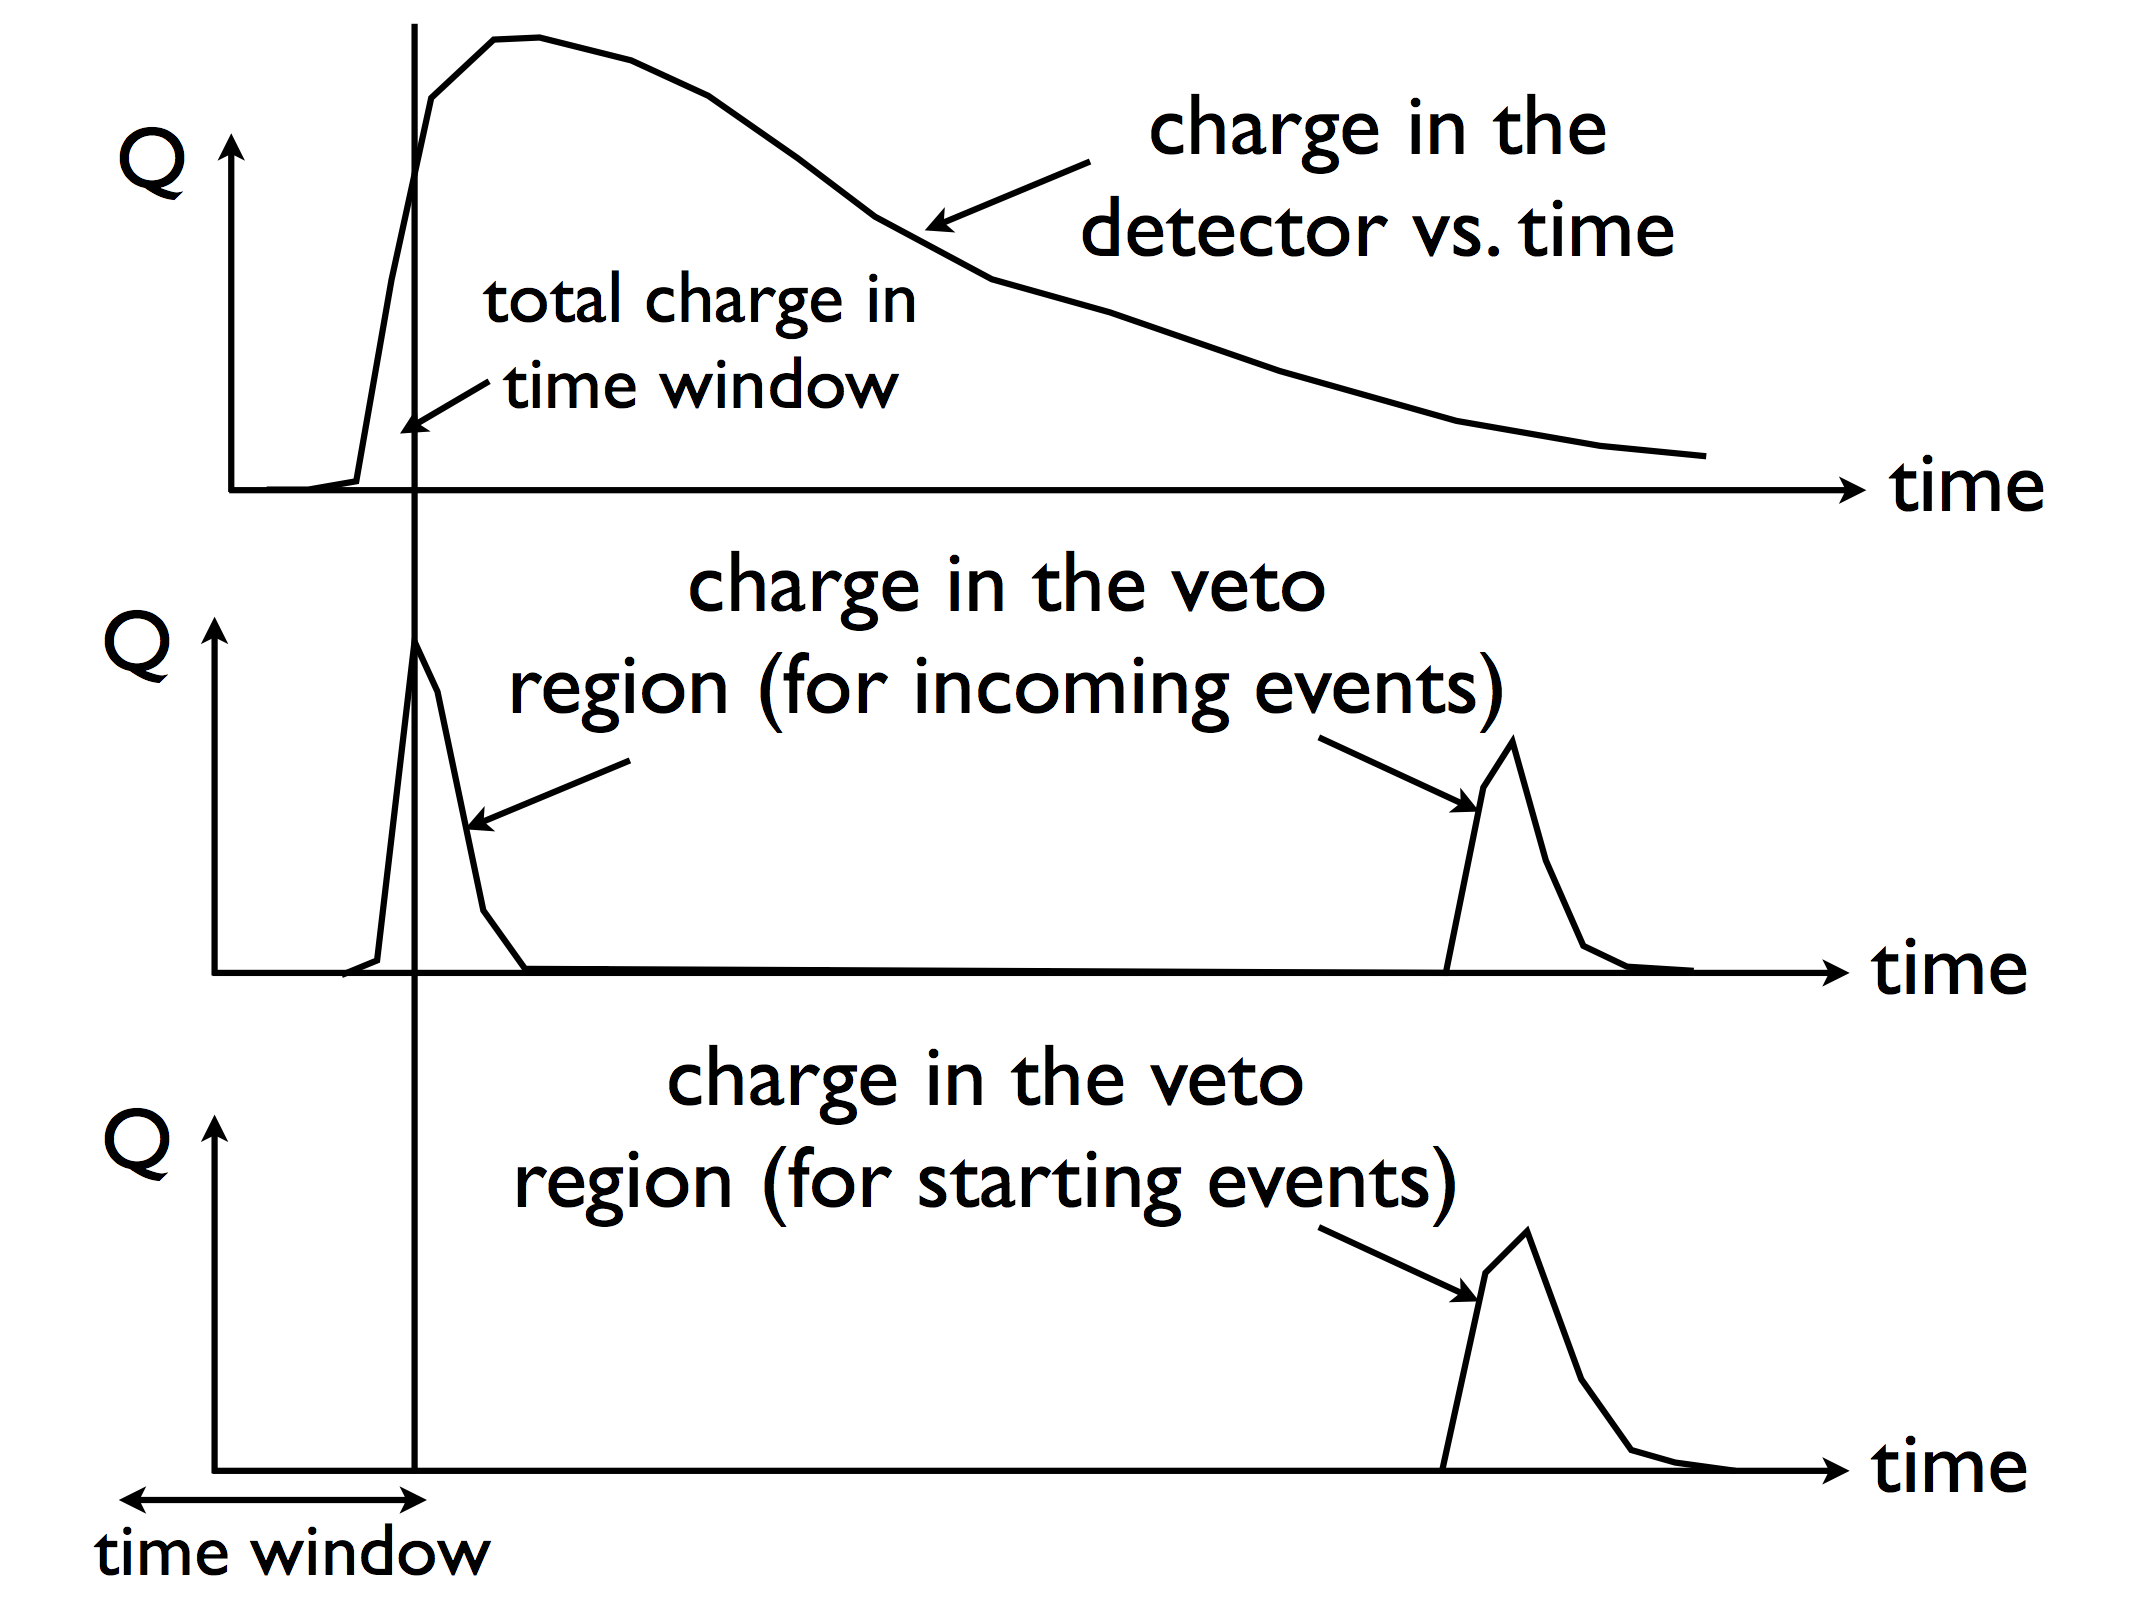 Q
charge in the
detector vs. time
total charge in
time window
time
charge in the veto
region (for incoming events)
Q
time
charge in the veto
region (for starting events)
Q
time
time window